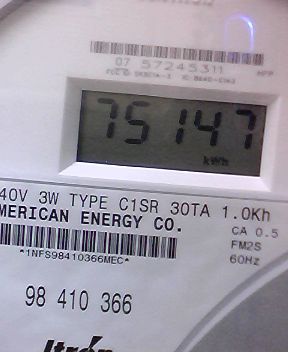 07 57245311
75147
kWh
40V 3W TYPE C1SR 30TA 1.0Kh
MERICAN ENERGY CO.
CA 0.5
FM2S
*1NFS98410366MEC*
60Hz
98 410 366
Itrón